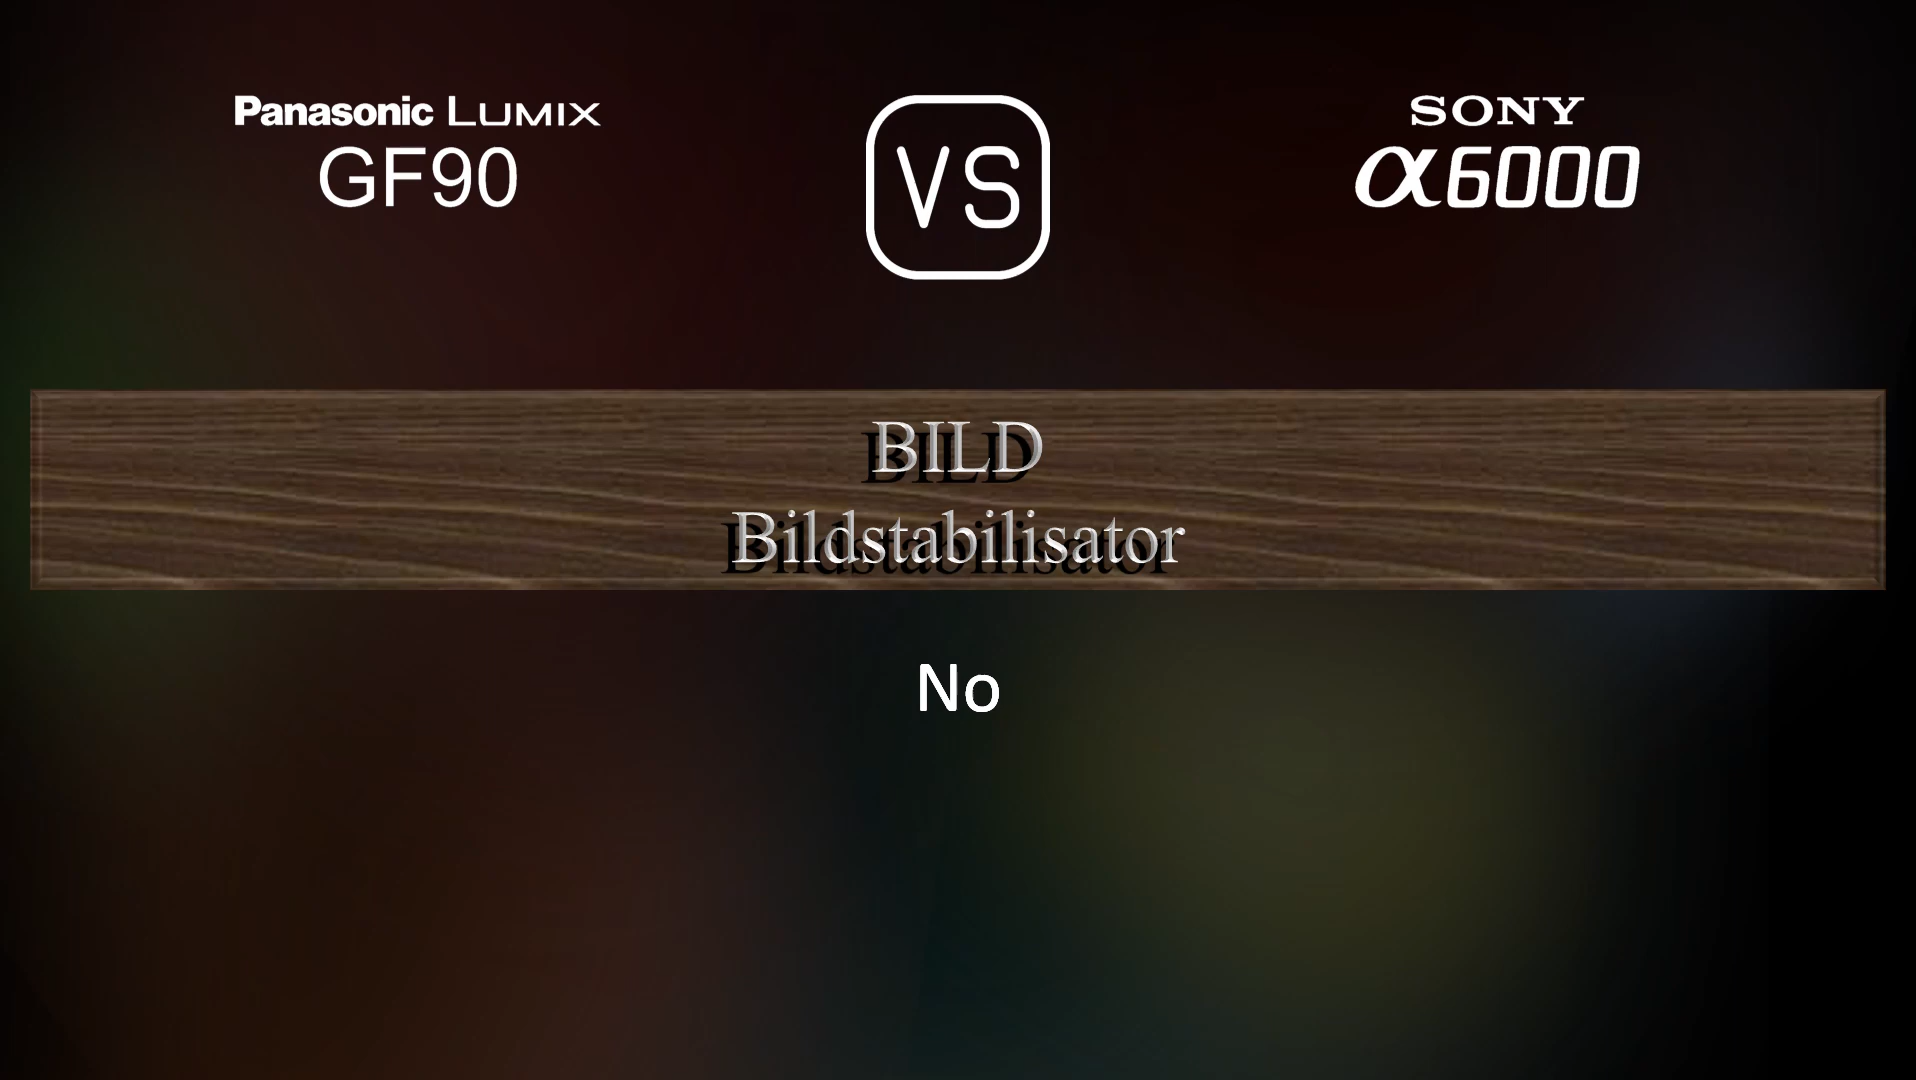 Panasonic LUMIX
GF90
VS
SONY
α6000
BILD
Bildstabilisator
No